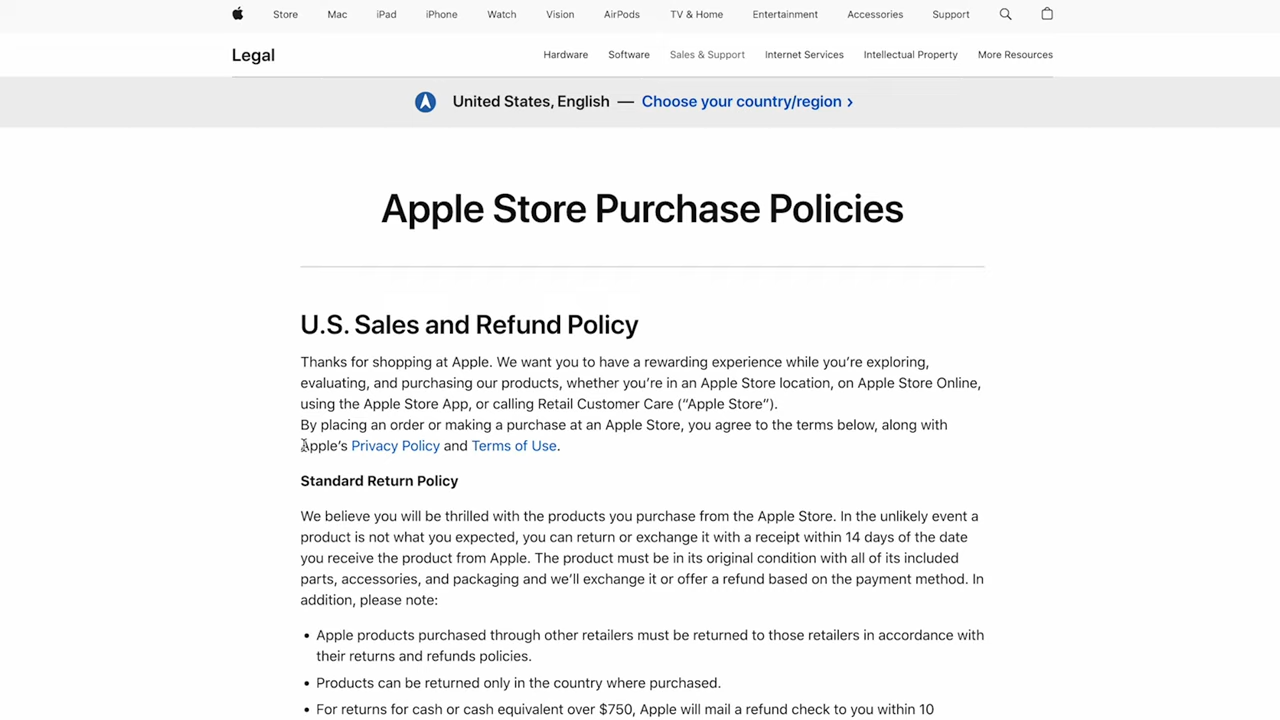 Store Mac iPad iPhone Watch Vision AirPods TV & Home Entertainment Accessories Support
Legal Hardware Software Sales & Support Internet Services Intellectual Property More Resources
United States, English — Choose your country/region ›
Apple Store Purchase Policies
U.S. Sales and Refund Policy
Thanks for shopping at Apple. We want you to have a rewarding experience while you’re exploring,
evaluating, and purchasing our products, whether you’re in an Apple Store location, on Apple Store Online,
using the Apple Store App, or calling Retail Customer Care (“Apple Store”).
By placing an order or making a purchase at an Apple Store, you agree to the terms below, along with
Apple’s Privacy Policy and Terms of Use.
Standard Return Policy
We believe you will be thrilled with the products you purchase from the Apple Store. In the unlikely event a
product is not what you expected, you can return or exchange it with a receipt within 14 days of the date
you receive the product from Apple. The product must be in its original condition with all of its included
parts, accessories, and packaging and we’ll exchange it or offer a refund based on the payment method. In
addition, please note:
• Apple products purchased through other retailers must be returned to those retailers in accordance with
their returns and refunds policies.
• Products can be returned only in the country where purchased.
• For returns for cash or cash equivalent over $750, Apple will mail a refund check to you within 10